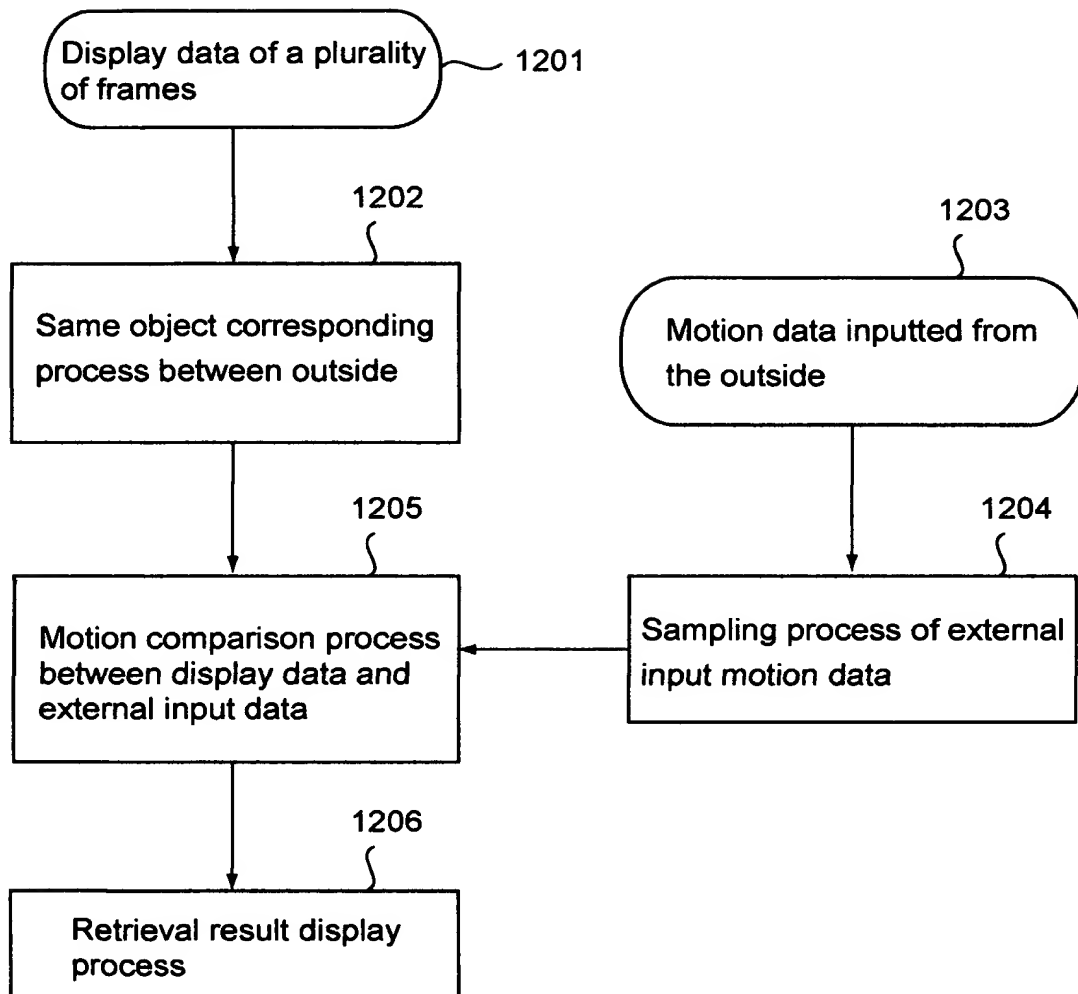 Display data of a plurality
of frames
1201
1202
Same object corresponding
process between outside
1203
Motion data inputted from
the outside
1204
Sampling process of external
input motion data
1205
Motion comparison process
between display data and
external input data
1206
Retrieval result display
process